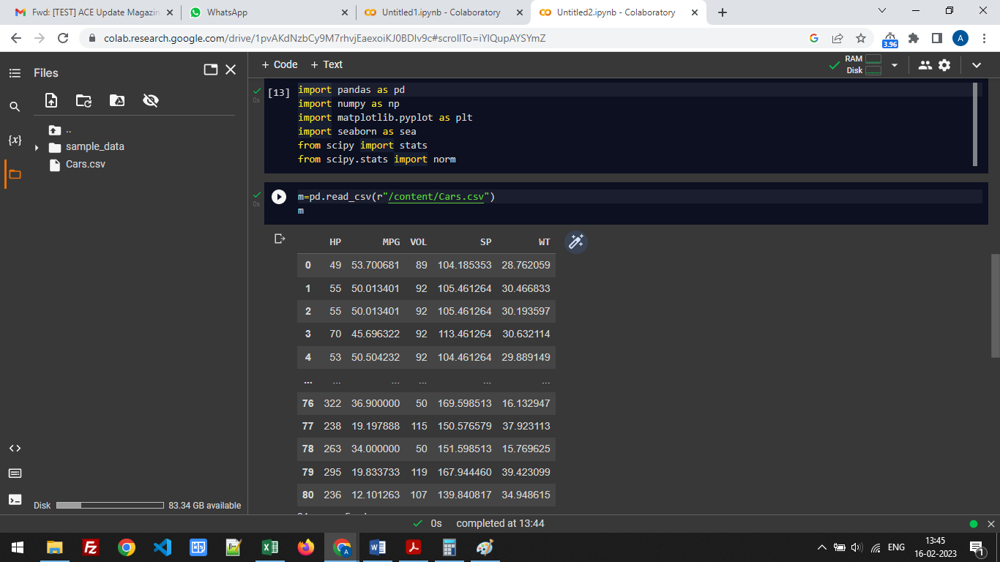 Fwd: [TEST] ACE Update Magazin
WhatsApp
Untitled1.ipynb - Colaboratory
Untitled2.ipynb - Colaboratory
colab.research.google.com/drive/1pvAKdNzbCy9M7rhvjEaexoiKJ0BDIv9c#scrollTo=iYIQupAYSYmZ
3.96
A
Files
+ Code + Text
RAM
Disk
{x}
..
sample_data
Cars.csv
[13]
0s
import pandas as pd
import numpy as np
import matplotlib.pyplot as plt
import seaborn as sea
from scipy import stats
from scipy.stats import norm
0s
m=pd.read_csv(r"/content/Cars.csv")
m
HP MPG VOL SP WT
0 49 53.700681 89 104.185353 28.762059
1 55 50.013401 92 105.461264 30.466833
2 55 50.013401 92 105.461264 30.193597
3 70 45.696322 92 113.461264 30.632114
4 53 50.504232 92 104.461264 29.889149
... ... ... ... ... ...
76 322 36.900000 50 169.598513 16.132947
77 238 19.197888 115 150.576579 37.923113
78 263 34.000000 50 151.598513 15.769625
79 295 19.833733 119 167.944460 39.423099
80 236 12.101263 107 139.840817 34.948615
Disk 83.34 GB available
0s completed at 13:44
ENG
13:45
16-02-2023
1